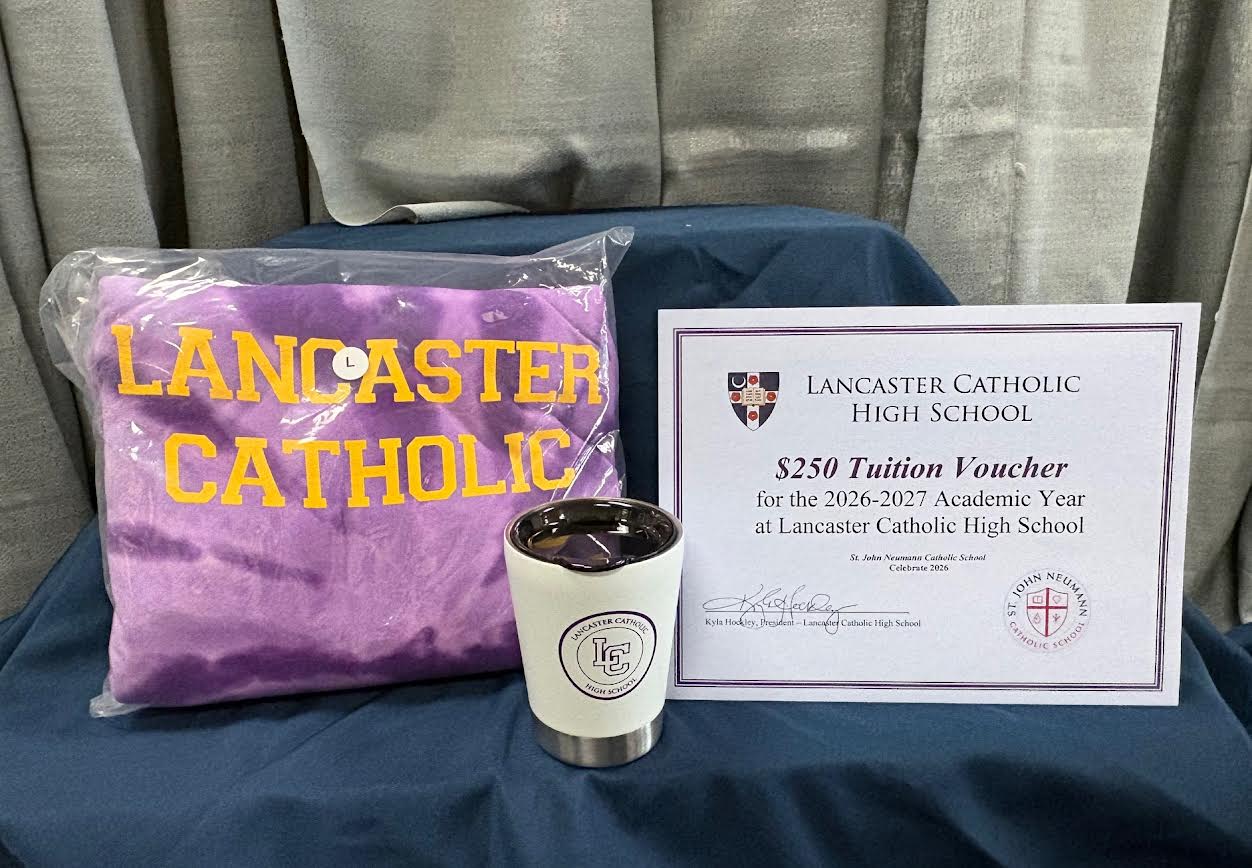 LANCASTER
CATHOLIC
L
LANCASTER CATHOLIC
LC
HIGH SCHOOL
LANCASTER CATHOLIC
HIGH SCHOOL
$250 Tuition Voucher
for the 2026-2027 Academic Year
at Lancaster Catholic High School
St. John Neumann Catholic School
Celebrate 2026
Kyla Hockley
Kyla Hockley, President – Lancaster Catholic High School
ST. JOHN NEUMANN
CATHOLIC SCHOOL